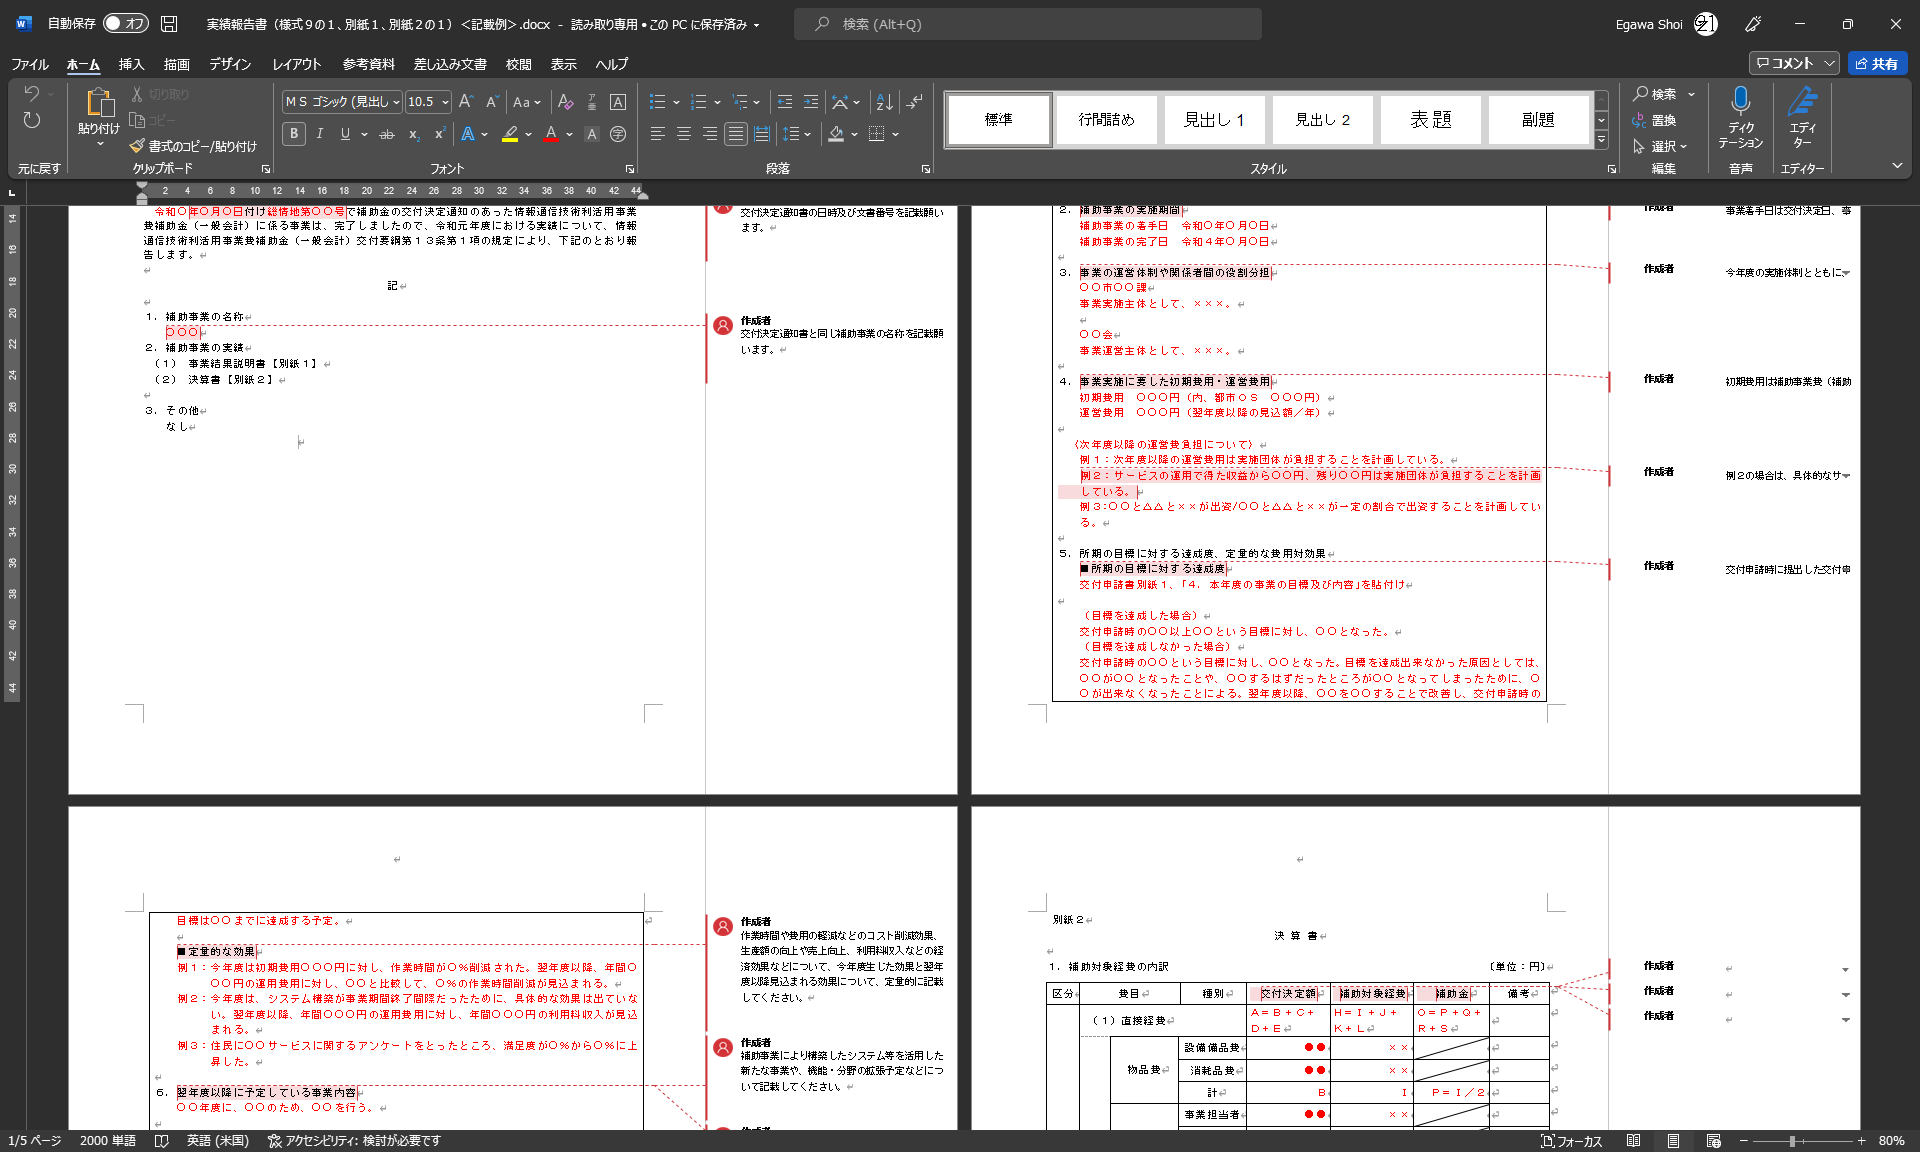 自動保存 オフ
実績報告書（様式９の１、別紙１、別紙２の１）＜記載例＞.docx - 読み取り専用 • この PC に保存済み
検索 (Alt+Q)
Egawa Shoi
ファイル ホーム 挿入 描画 デザイン レイアウト 参考資料 差し込み文書 校閲 表示 ヘルプ
コメント 共有
貼り付け
切り取り
コピー
書式のコピー/貼り付け
ＭＳ ゴシック (見出し 10.5
標準 行間詰め 見出し 1 見出し 2 表題 副題
検索
置換
選択
ディクテーション
エディター
元に戻す クリップボード フォント 段落 スタイル 編集 音声 エディター
2 4 6 8 10 12 14 16 18 20 22 24 26 28 30 32 34 36 38 40 42 44
14 16 18 20 22 24 26 28 30 32 34 36 38 40 42 44
令和〇年〇月〇日付け総情地第〇〇号で補助金の交付決定通知のあった情報通信技術利活用事業
費補助金（一般会計）に係る事業は、完了しましたので、令和元年度における実績について、情報
通信技術利活用事業費補助金（一般会計）交付要綱第１３条第１項の規定により、下記のとおり報
告します。
記
１．補助事業の名称
〇〇〇
２．補助事業の実績
（１） 事業結果説明書【別紙１】
（２） 決算書【別紙２】
３．その他
なし
交付決定通知書の日時及び文書番号を記載願います。
作成者
交付決定通知書と同じ補助事業の名称を記載願います。
２．補助事業の実施期間
補助事業の着手日 令和〇年〇月〇日
補助事業の完了日 令和４年〇月〇日
３．事業の運営体制や関係者間の役割分担
〇〇市〇〇課
事業実施主体として、×××。
〇〇会
事業運営主体として、×××。
４．事業実施に要した初期費用・運営費用
初期費用 〇〇〇円（内、都市ＯＳ 〇〇〇円）
運営費用 〇〇〇円（翌年度以降の見込額／年）
〈次年度以降の運営費負担について〉
例１：次年度以降の運営費用は実施団体が負担することを計画している。
例２：サービスの運用で得た収益から〇〇円、残り〇〇円は実施団体が負担することを計画
している。
例３:〇〇と△△と××が出資/〇〇と△△と××が一定の割合で出資することを計画してい
る。
５．所期の目標に対する達成度、定量的な費用対効果
■所期の目標に対する達成度
交付申請書別紙１、「４．本年度の事業の目標及び内容」を貼付け
（目標を達成した場合）
交付申請時の〇〇以上〇〇という目標に対し、〇〇となった。
（目標を達成しなかった場合）
交付申請時の〇〇という目標に対し、〇〇となった。目標を達成出来なかった原因としては、
〇〇が〇〇となったことや、〇〇するはずだったところが〇〇となってしまったために、〇
〇が出来なくなったことによる。翌年度以降、〇〇を〇〇することで改善し、交付申請時の
作成者 事業着手日は交付決定日、事
作成者 今年度の実施体制とともに、
作成者 初期費用は補助事業費（補助
作成者 例２の場合は、具体的なサー
作成者 交付申請時に提出した交付申
目標は〇〇までに達成する予定。
■定量的な効果
例１：今年度は初期費用〇〇〇円に対し、作業時間が〇％削減された。翌年度以降、年間〇
〇〇円の運用費用に対し、〇〇と比較して、〇％の作業時間削減が見込まれる。
例２：今年度は、システム構築が事業期間終了間際だったために、具体的な効果は出ていな
い。翌年度以降、年間〇〇〇円の運用費用に対し、年間〇〇〇円の利用料収入が見込
まれる。
例３：住民に〇〇サービスに関するアンケートをとったところ、満足度が〇％から〇％に上
昇した。
６．翌年度以降に予定している事業内容
〇〇年度に、〇〇のため、〇〇を行う。
作成者
作業時間や費用の軽減などのコスト削減効果、
生産額の向上や売上向上、利用料収入などの経
済効果などについて、今年度生じた効果と翌年
度以降見込まれる効果について、定量的に記載
してください。
作成者
補助事業により構築したシステム等を活用した
新たな事業や、機能・分野の拡張予定などにつ
いて記載してください。
作成者
別紙２
決 算 書
１．補助対象経費の内訳 〔単位：円〕
区分 費目 種別 交付決定額 補助対象経費 補助金 備考
（１）直接経費 Ａ＝Ｂ＋Ｃ＋Ｄ＋Ｅ Ｈ＝Ｉ＋Ｊ＋Ｋ＋Ｌ Ｏ＝Ｐ＋Ｑ＋Ｒ＋Ｓ
物品費 設備備品費 ●● ××
消耗品費 ●● ××
計 Ｂ Ｉ Ｐ＝Ｉ／２
事業担当者 ●● ××
作成者
作成者
作成者
1/5 ページ 2000 単語 英語 (米国) アクセシビリティ: 検討が必要です フォーカス 80%